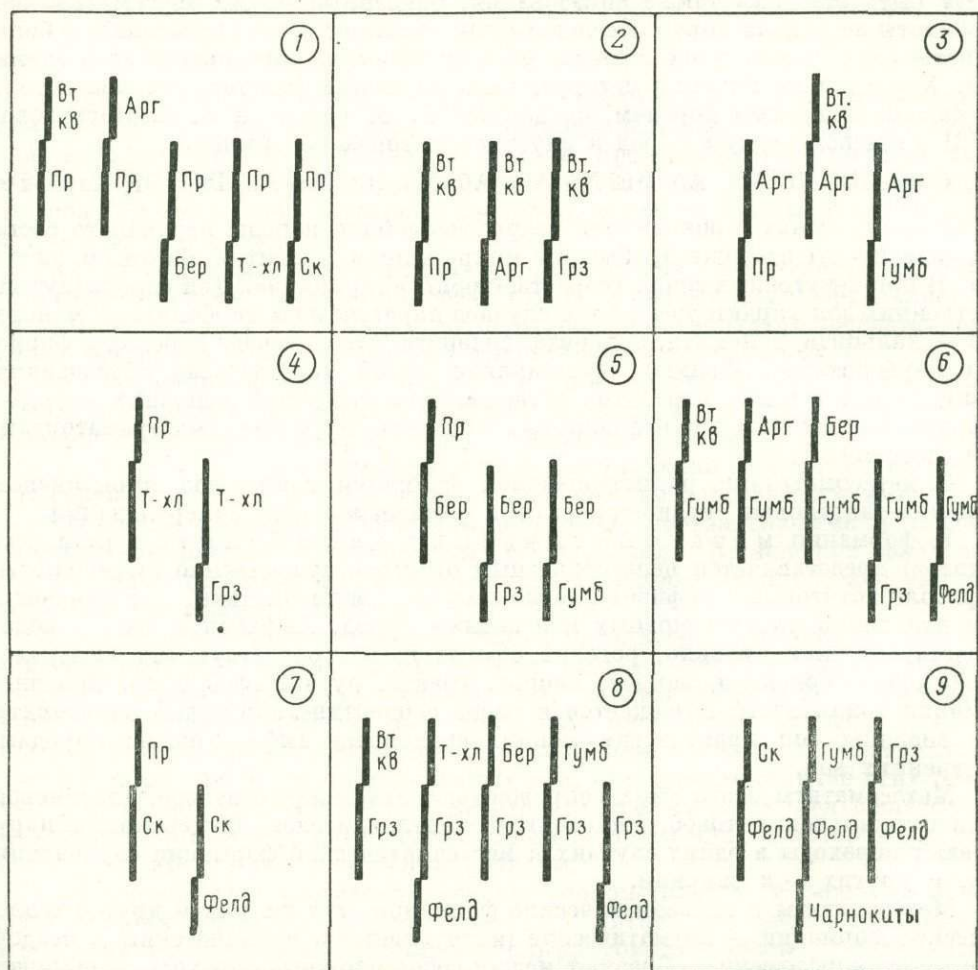 1
Вт Арг
кв
Пр Пр Пр Пр Пр
Бер Т-хл Ск
2
Вт Вт Вт.
кв кв кв
Пр Арг Грз
3
Вт.
кв
Арг Арг Арг
Пр Гумб
4
Пр
Т-хл Т-хл
Грз
5
Пр
Бер Бер Бер
Грз Гумб
6
Вт Арг Бер
кв
Гумб Гумб Гумб Гумб Гумб
Грз Фелд
7
Пр
Ск Ск
Фелд
8
Вт Т-хл Бер Гумб
кв
Грз Грз Грз Грз Грз
Фелд Фелд
9
Ск Гумб Грз
Фелд Фелд Фелд
Чарнокиты